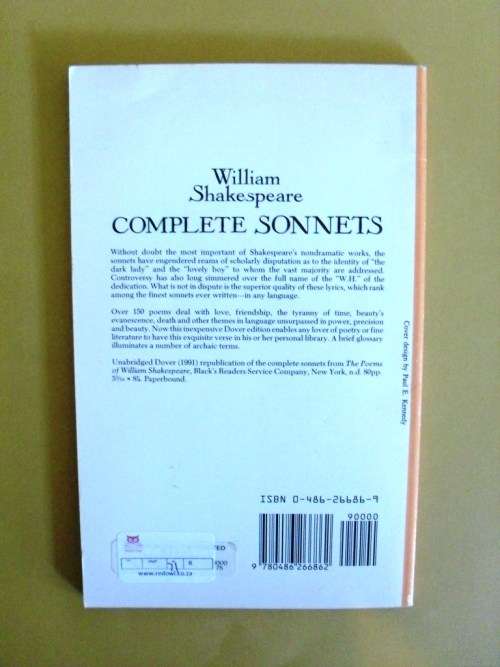 William
Shakespeare
COMPLETE SONNETS
Without doubt the most important of Shakespeare's nondramatic works, the
sonnets have engendered reams of scholarly disputation as to the identity of "the
dark lady" and the "lovely boy" to whom the vast majority are addressed.
Controversy has also long simmered over the full name of the "W.H." of the
dedication. What is not in dispute is the superior quality of these lyrics, which rank
among the finest sonnets ever written—in any language.
Over 150 poems deal with love, friendship, the tyranny of time, beauty's
evanescence, death and other themes in language unsurpassed in power, precision
and beauty. Now this inexpensive Dover edition enables any lover of poetry or fine
literature to have this exquisite verse in his or her personal library. A brief glossary
illuminates a number of archaic terms.
Unabridged Dover (1991) republication of the complete sonnets from The Poems
of William Shakespeare, Black's Readers Service Company, New York, n.d. 80pp.
Paperbound.
Cover design by Paul E. Kennedy
ISBN 0-486-26686-9
90000
9 780486 266862
TED
www.redowl.co.za